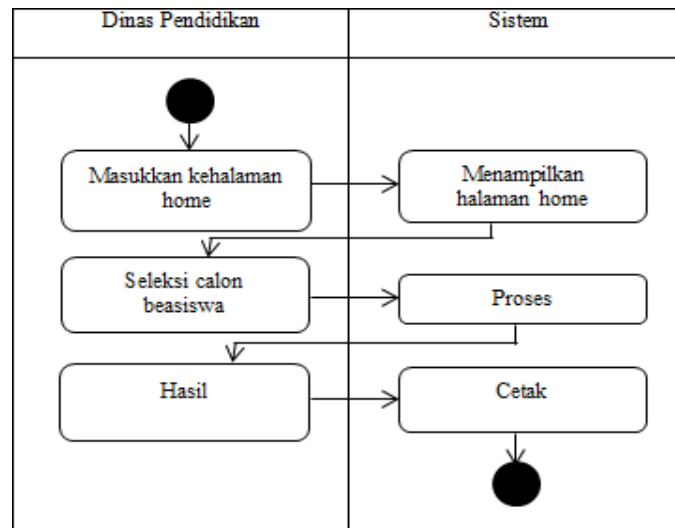 Dinas Pendidikan
Sistem
Masukkan kehalaman
home
Menampilkan
halaman home
Seleksi calon
beasiswa
Proses
Hasil
Cetak